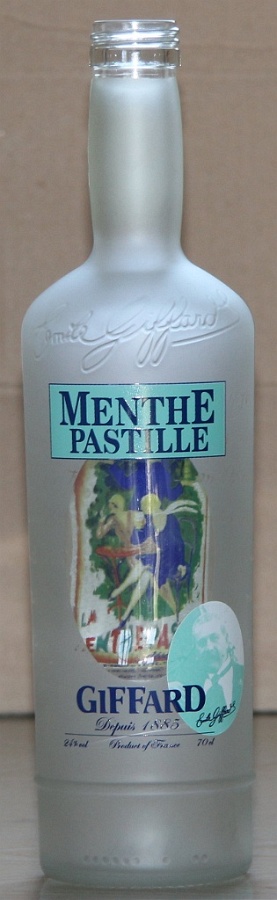 Emile Giffard
MENTHE
PASTILLE
LA
GIFFARD
Depuis 1885
24% vol Product of France 70cl